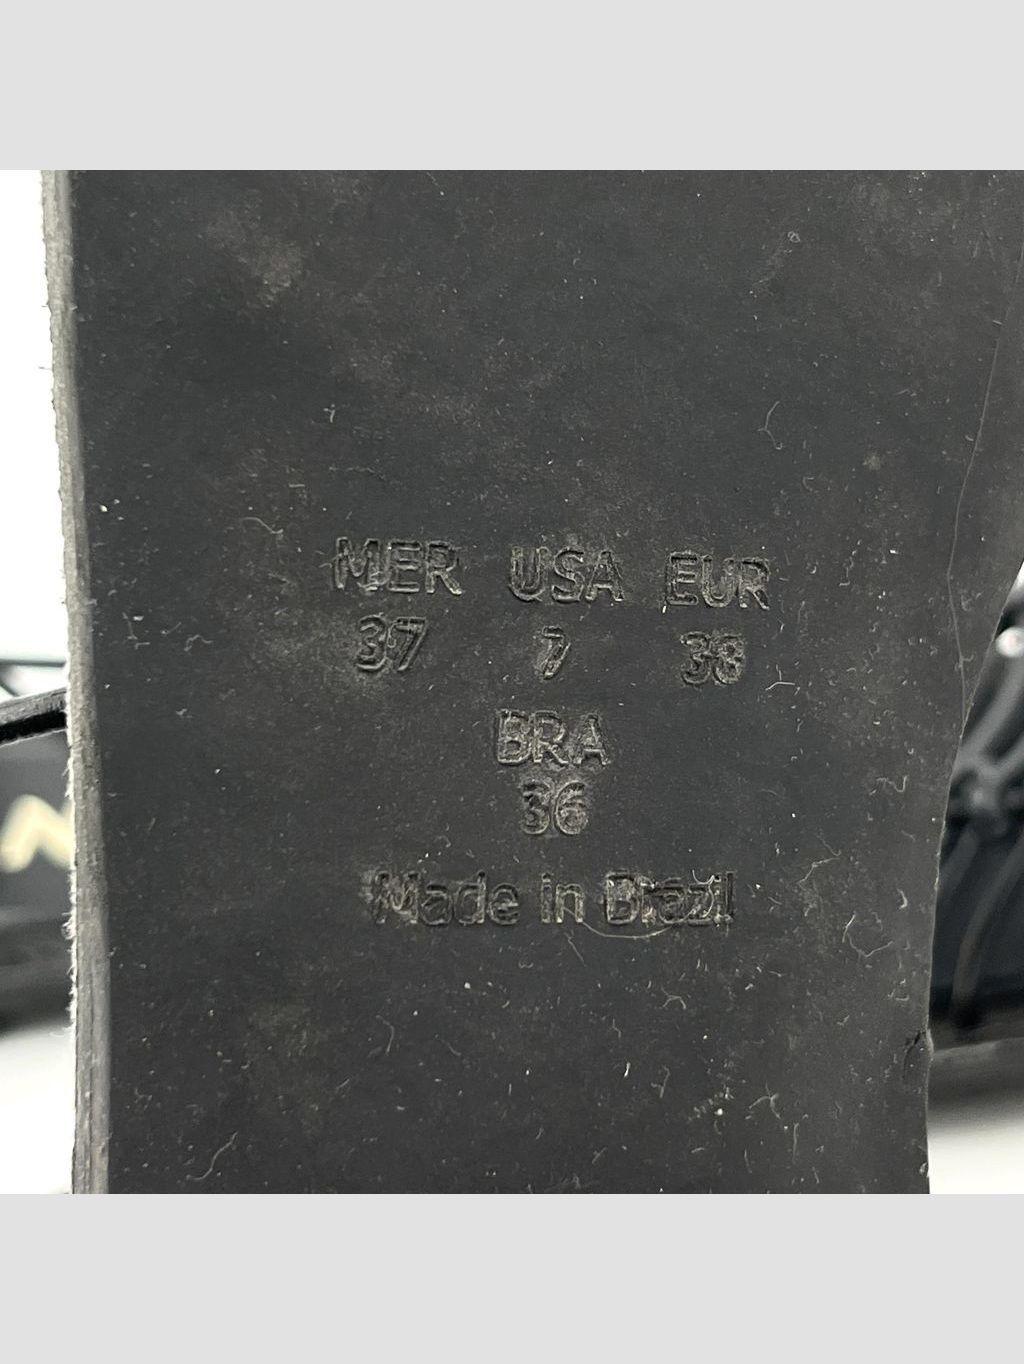 MER USA EUR
37 7 38
BRA
36
Made in Brazil